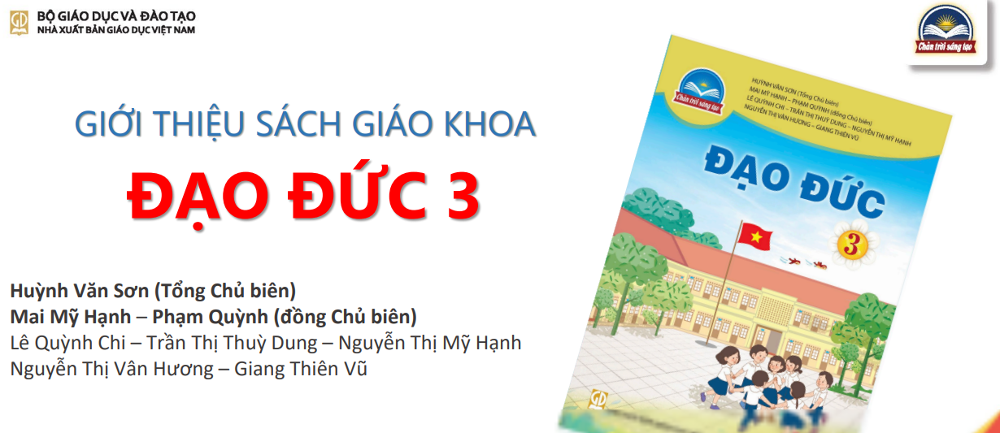 BỘ GIÁO DỤC VÀ ĐÀO TẠO
NHÀ XUẤT BẢN GIÁO DỤC VIỆT NAM
Chân trời sáng tạo
GIỚI THIỆU SÁCH GIÁO KHOA
ĐẠO ĐỨC 3
Huỳnh Văn Sơn (Tổng Chủ biên)
Mai Mỹ Hạnh – Phạm Quỳnh (đồng Chủ biên)
Lê Quỳnh Chi – Trần Thị Thuỳ Dung – Nguyễn Thị Mỹ Hạnh
Nguyễn Thị Vân Hương – Giang Thiên Vũ
Chân trời sáng tạo
HUỲNH VĂN SƠN (Tổng Chủ biên)
MAI MỸ HẠNH – PHẠM QUỲNH (đồng Chủ biên)
LÊ QUỲNH CHI – TRẦN THỊ THUỲ DUNG – NGUYỄN THỊ MỸ HẠNH
NGUYỄN THỊ VÂN HƯƠNG – GIANG THIÊN VŨ
ĐẠO ĐỨC
3